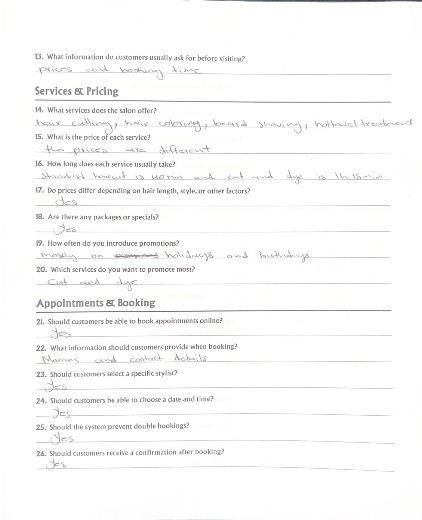 13. What information do customers usually ask for before visiting?
prices and booking time
Services & Pricing
14. What services does the salon offer?
hair cutting, hair coloring, beard shaving, hottowel treatment
15. What is the price of each service?
the prices are different
16. How long does each service usually take?
Standard haircut is 40min and cut and dye is 1h 15min
17. Do prices differ depending on hair length, style, or other factors?
Yes
18. Are there any packages or specials?
Yes
19. How often do you introduce promotions?
mostly on holidays and birthdays
20. Which services do you want to promote most?
Cut and dye
Appointments & Booking
21. Should customers be able to book appointments online?
Yes
22. What information should customers provide when booking?
Names and contact details
23. Should customers select a specific stylist?
Yes
24. Should customers be able to choose a date and time?
Yes
25. Should the system prevent double bookings?
Yes
26. Should customers receive a confirmation after booking?
Yes